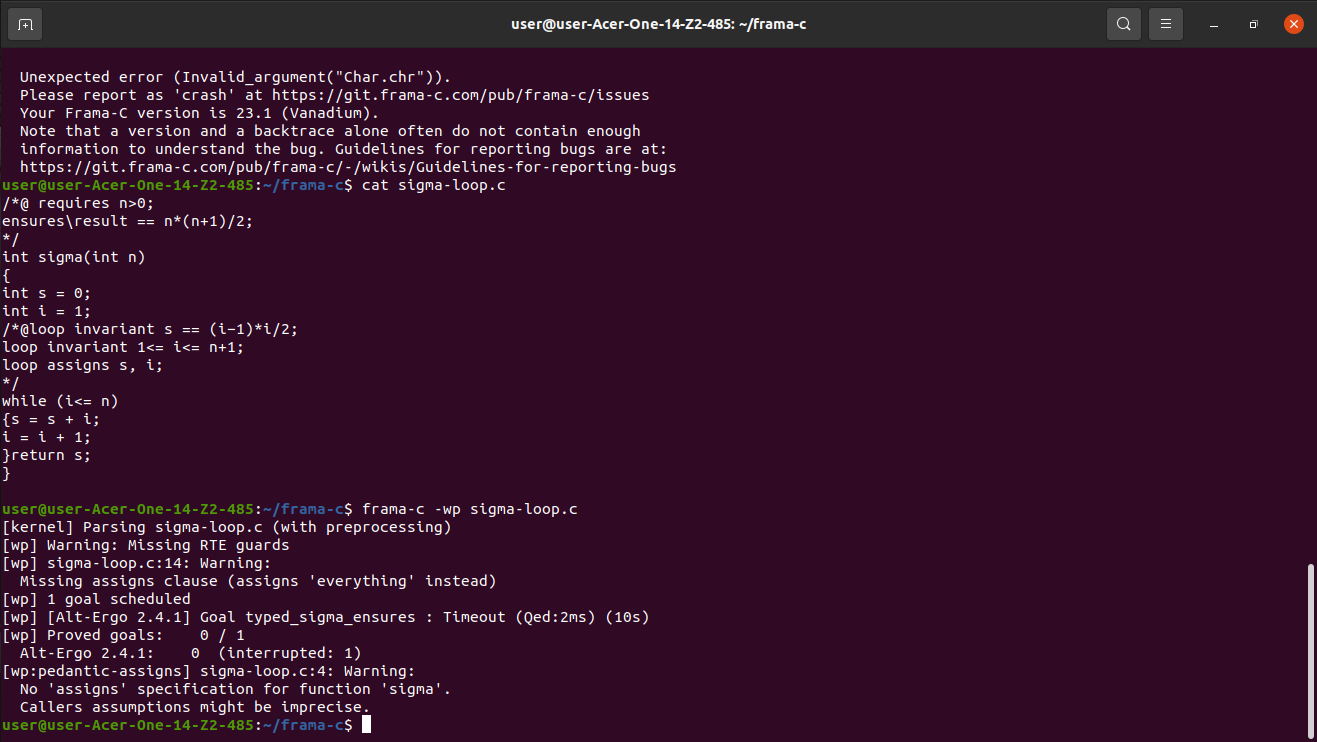 user@user-Acer-One-14-Z2-485: ~/frama-c
Unexpected error (Invalid_argument("Char.chr")).
Please report as 'crash' at https://git.frama-c.com/pub/frama-c/issues
Your Frama-C version is 23.1 (Vanadium).
Note that a version and a backtrace alone often do not contain enough
information to understand the bug. Guidelines for reporting bugs are at:
https://git.frama-c.com/pub/frama-c/-/wikis/Guidelines-for-reporting-bugs
user@user-Acer-One-14-Z2-485:~/frama-c$ cat sigma-loop.c
/*@ requires n>0;
ensures\result == n*(n+1)/2;
*/
int sigma(int n)
{
int s = 0;
int i = 1;
/*@loop invariant s == (i−1)*i/2;
loop invariant 1<= i<= n+1;
loop assigns s, i;
*/
while (i<= n)
{s = s + i;
i = i + 1;
}return s;
}
user@user-Acer-One-14-Z2-485:~/frama-c$ frama-c -wp sigma-loop.c
[kernel] Parsing sigma-loop.c (with preprocessing)
[wp] Warning: Missing RTE guards
[wp] sigma-loop.c:14: Warning:
Missing assigns clause (assigns 'everything' instead)
[wp] 1 goal scheduled
[wp] [Alt-Ergo 2.4.1] Goal typed_sigma_ensures : Timeout (Qed:2ms) (10s)
[wp] Proved goals:    0 / 1
Alt-Ergo 2.4.1:    0  (interrupted: 1)
[wp:pedantic-assigns] sigma-loop.c:4: Warning:
No 'assigns' specification for function 'sigma'.
Callers assumptions might be imprecise.
user@user-Acer-One-14-Z2-485:~/frama-c$